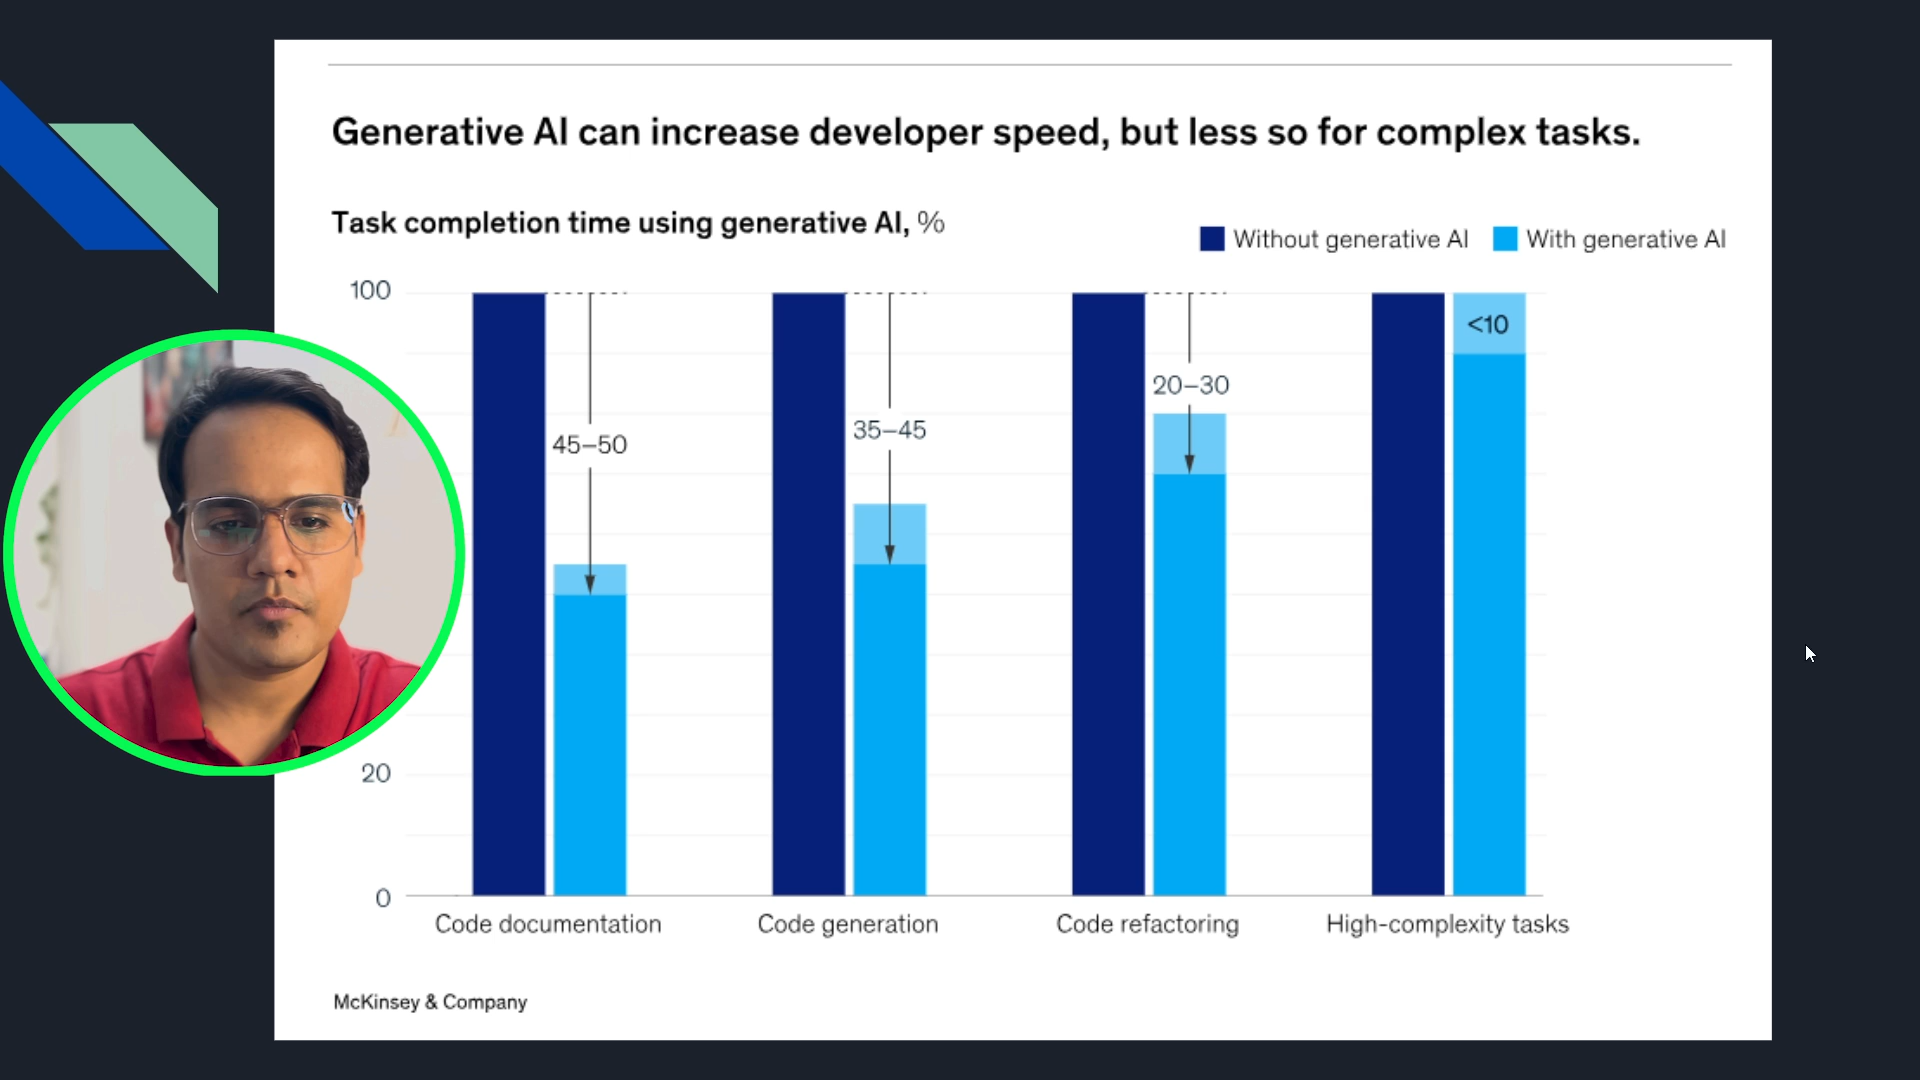 Generative AI can increase developer speed, but less so for complex tasks.
Task completion time using generative AI, %
Without generative AI
With generative AI
100
45–50
35–45
20–30
<10
20
0
Code documentation
Code generation
Code refactoring
High-complexity tasks
McKinsey & Company